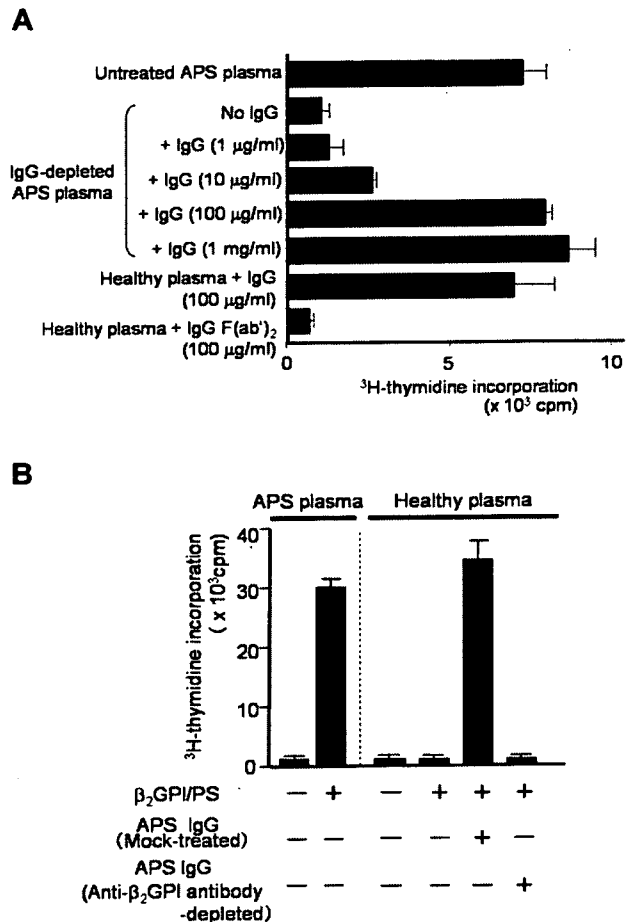 A
Untreated APS plasma
IgG-depleted
APS plasma
No IgG
+ IgG (1 μg/ml)
+ IgG (10 μg/ml)
+ IgG (100 μg/ml)
+ IgG (1 mg/ml)
Healthy plasma + IgG
(100 μg/ml)
Healthy plasma + IgG F(ab')₂
(100 μg/ml)
0 5 10
³H-thymidine incorporation
(x 10³ cpm)
B
APS plasma Healthy plasma
³H-thymidine incorporation
( x 10³cpm)
40
30
20
10
0
β₂GPI/PS − + − + + +
APS IgG
(Mock-treated) − − − − + −
APS IgG
(Anti-β₂GPI antibody − − − − − +
-depleted)